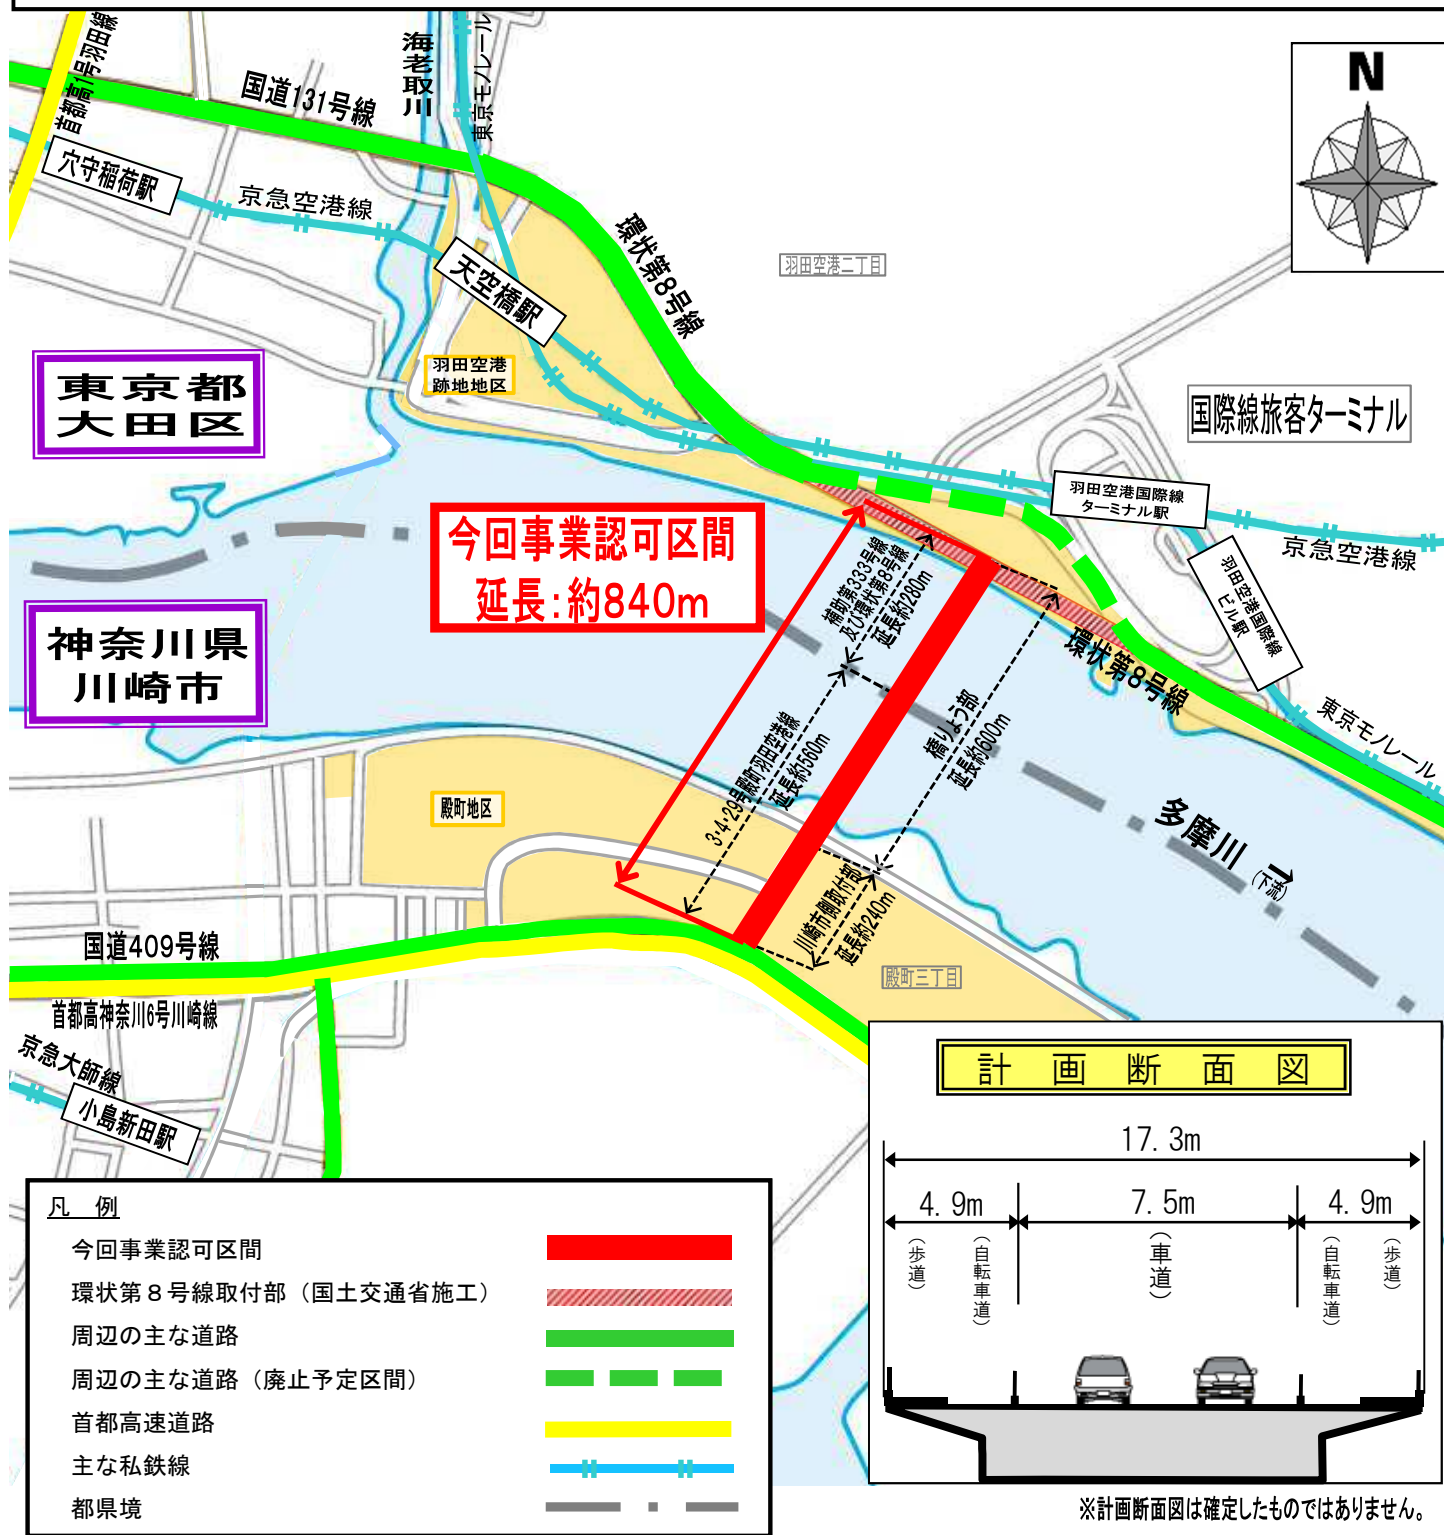 首都高1号羽田線
国道131号線
海老取川
東京モノレール
N
穴守稲荷駅
京急空港線
天空橋駅
環状第8号線
羽田空港二丁目
羽田空港
跡地地区
東京都
大田区
国際線旅客ターミナル
羽田空港国際線
ターミナル駅
京急空港線
羽田空港国際線
ビル駅
今回事業認可区間
延長:約840m
補助第333号線
及び環状第8号線
延長約280m
神奈川県
川崎市
環状第8号線
東京モノレール
橋りょう部
延長約600m
3・4・29号殿町羽田空港線
延長約560m
殿町地区
多摩川
(下流)
川崎市側取付部
延長約240m
殿町三丁目
国道409号線
首都高神奈川6号川崎線
京急大師線
小島新田駅
計画断面図
17.3m
4.9m 7.5m 4.9m
(歩道) (自転車道) (車道) (自転車道) (歩道)
凡 例
今回事業認可区間
環状第8号線取付部(国土交通省施工)
周辺の主な道路
周辺の主な道路(廃止予定区間)
首都高速道路
主な私鉄線
都県境
※計画断面図は確定したものではありません。